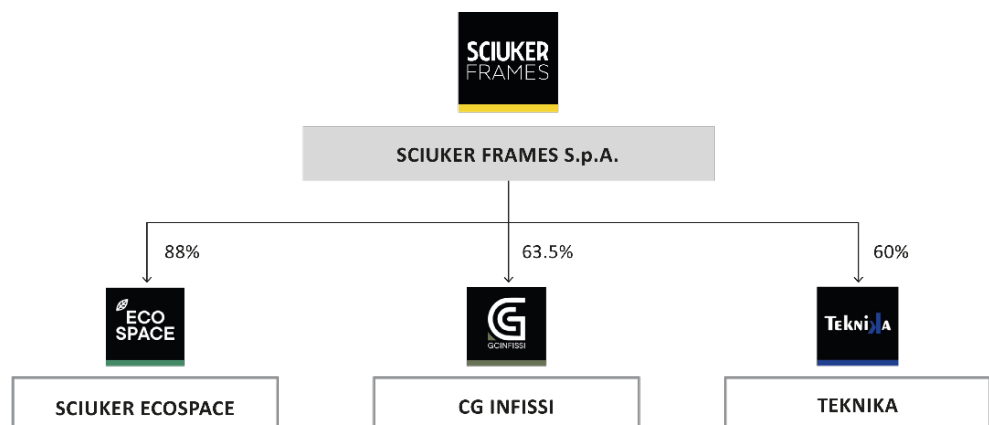 SCIUKER
FRAMES
SCIUKER FRAMES S.p.A.
88%
63.5%
60%
ECO
SPACE
GCINFISSI
TEKNIKA
SCIUKER ECOSPACE
CG INFISSI
TEKNIKA